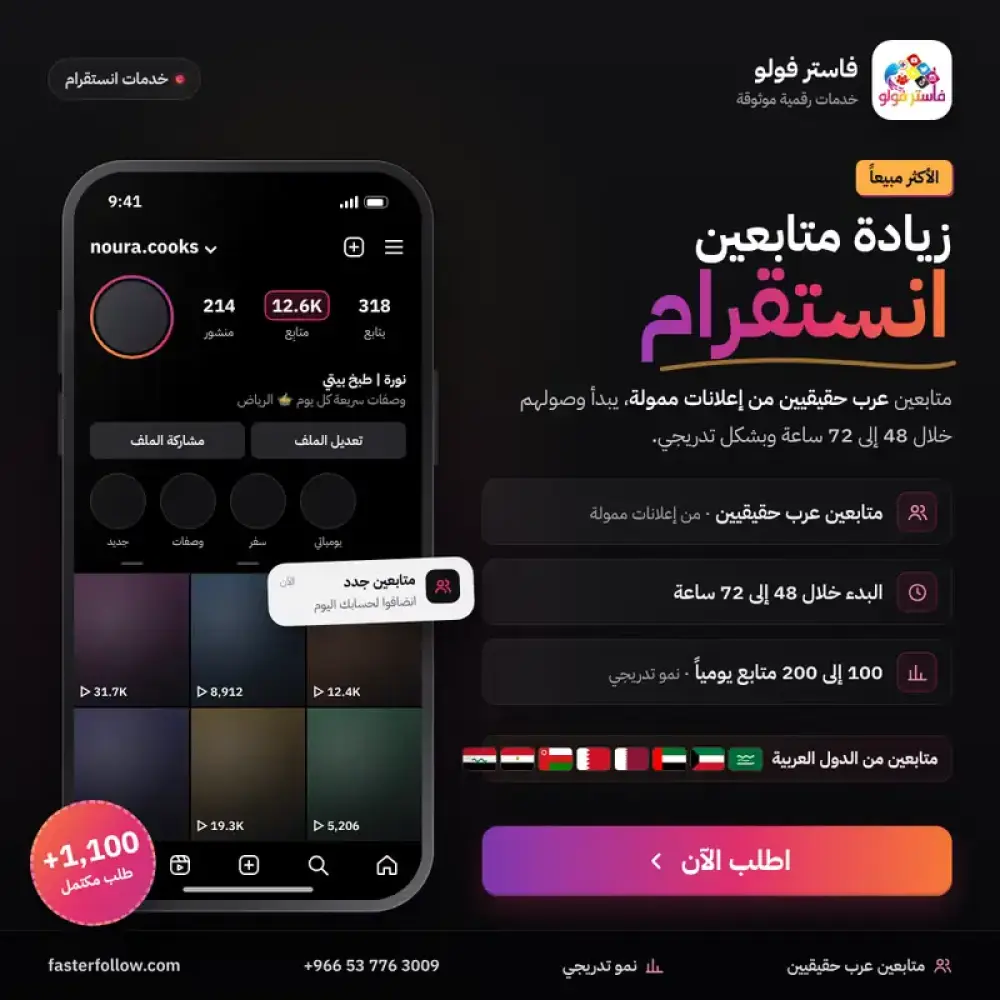 فاستر فولو
فاستر فولو
خدمات رقمية موثوقة
خدمات انستقرام
الأكثر مبيعاً
زيادة متابعين
انستقرام
متابعين عرب حقيقيين من إعلانات ممولة، يبدأ وصولهم
خلال 48 إلى 72 ساعة وبشكل تدريجي.
متابعين عرب حقيقيين · من إعلانات ممولة
البدء خلال 48 إلى 72 ساعة
100 إلى 200 متابع يومياً · نمو تدريجي
متابعين من الدول العربية
اطلب الآن
9:41
noura.cooks
318 12.6K 214
يتابع متابع منشور
نورة | طبخ بيتي
وصفات سريعة كل يوم 🍲 الرياض
تعديل الملف مشاركة الملف
يومياتي سفر وصفات جديد
متابعين جدد الآن
انضافوا لحسابك اليوم
31.7K 8,912 12.4K
19.3K 5,206
+1,100
طلب مكتمل
متابعين عرب حقيقيين
نمو تدريجي
+966 53 776 3009
fasterfollow.com